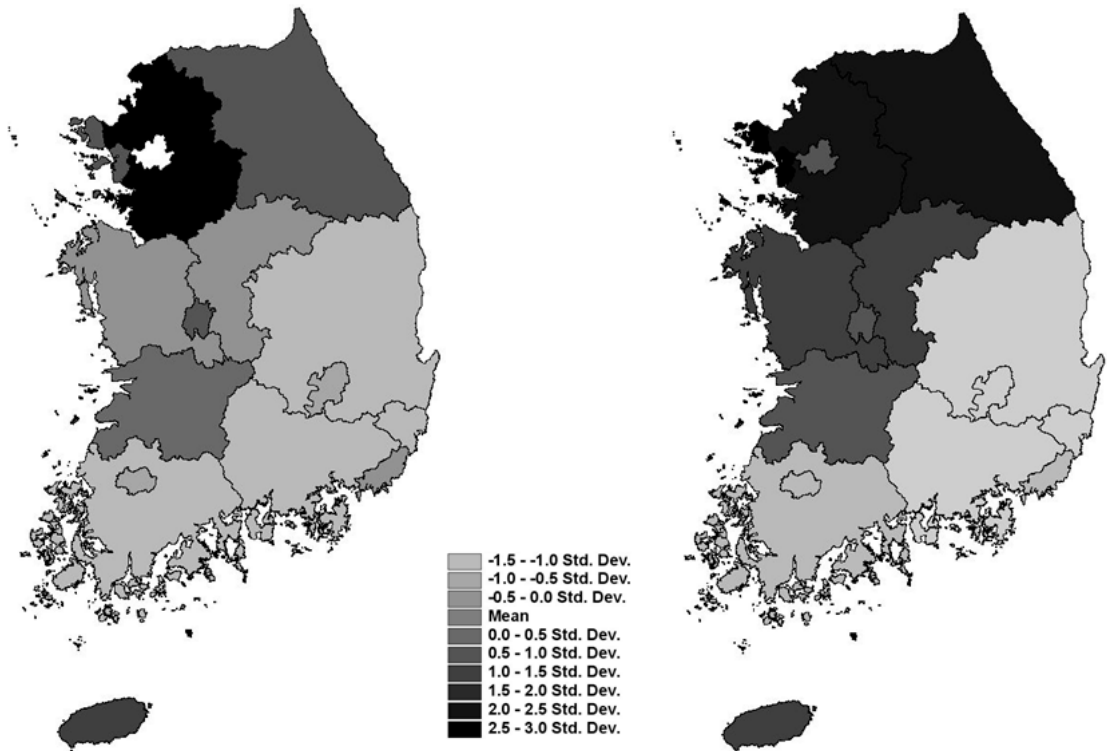 -1.5 - -1.0 Std. Dev.
-1.0 - -0.5 Std. Dev.
-0.5 - 0.0 Std. Dev.
Mean
0.0 - 0.5 Std. Dev.
0.5 - 1.0 Std. Dev.
1.0 - 1.5 Std. Dev.
1.5 - 2.0 Std. Dev.
2.0 - 2.5 Std. Dev.
2.5 - 3.0 Std. Dev.